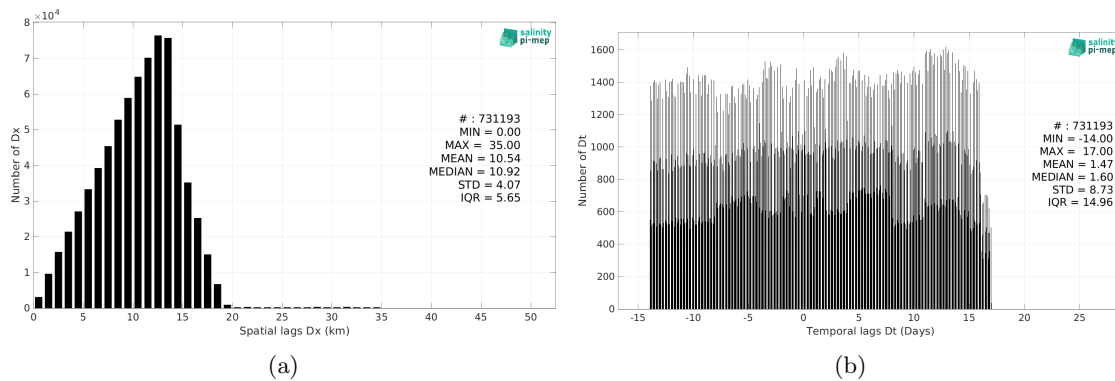 ×10^4
8
7
6
5
4
3
2
1
0
Number of Dx
0 5 10 15 20 25 30 35 40 45 50
Spatial lags Dx (km)
salinity
pi-mep
# : 731193
MIN = 0.00
MAX = 35.00
MEAN = 10.54
MEDIAN = 10.92
STD = 4.07
IQR = 5.65
(a)
1600
1400
1200
1000
800
600
400
200
0
Number of Dt
-15 -10 -5 0 5 10 15 20 25
Temporal lags Dt (Days)
salinity
pi-mep
# : 731193
MIN = -14.00
MAX = 17.00
MEAN = 1.47
MEDIAN = 1.60
STD = 8.73
IQR = 14.96
(b)